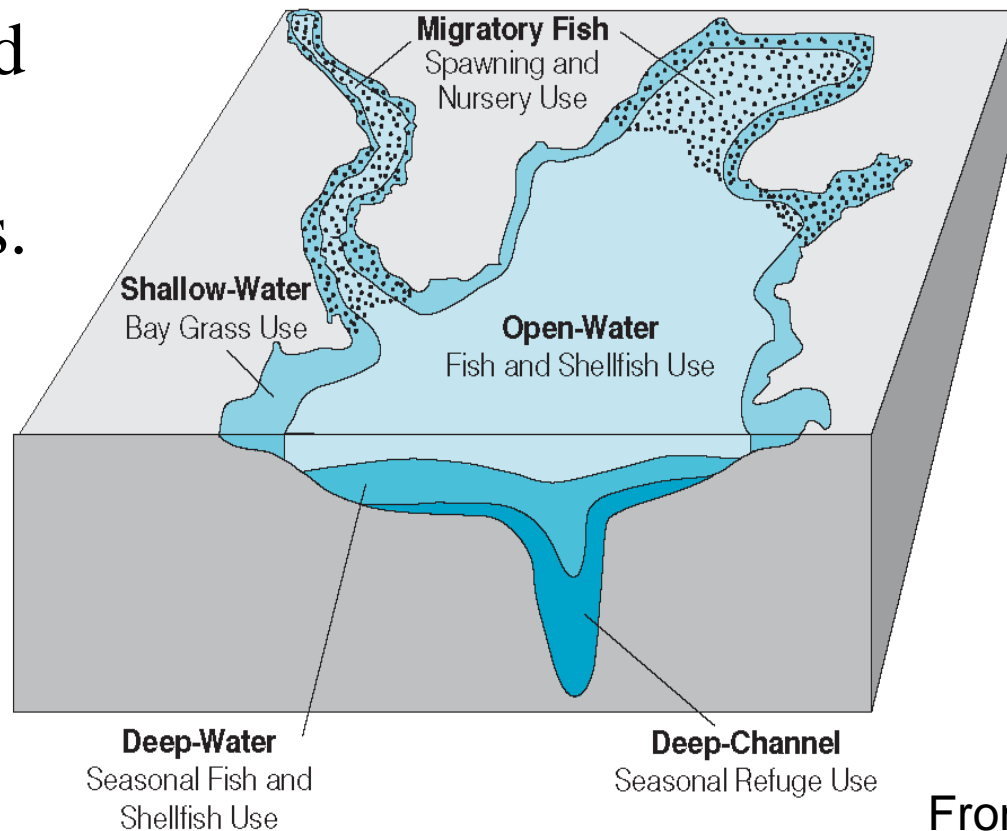 d
s.
Migratory Fish
Spawning and
Nursery Use
Shallow-Water
Bay Grass Use
Open-Water
Fish and Shellfish Use
Deep-Water
Seasonal Fish and
Shellfish Use
Deep-Channel
Seasonal Refuge Use